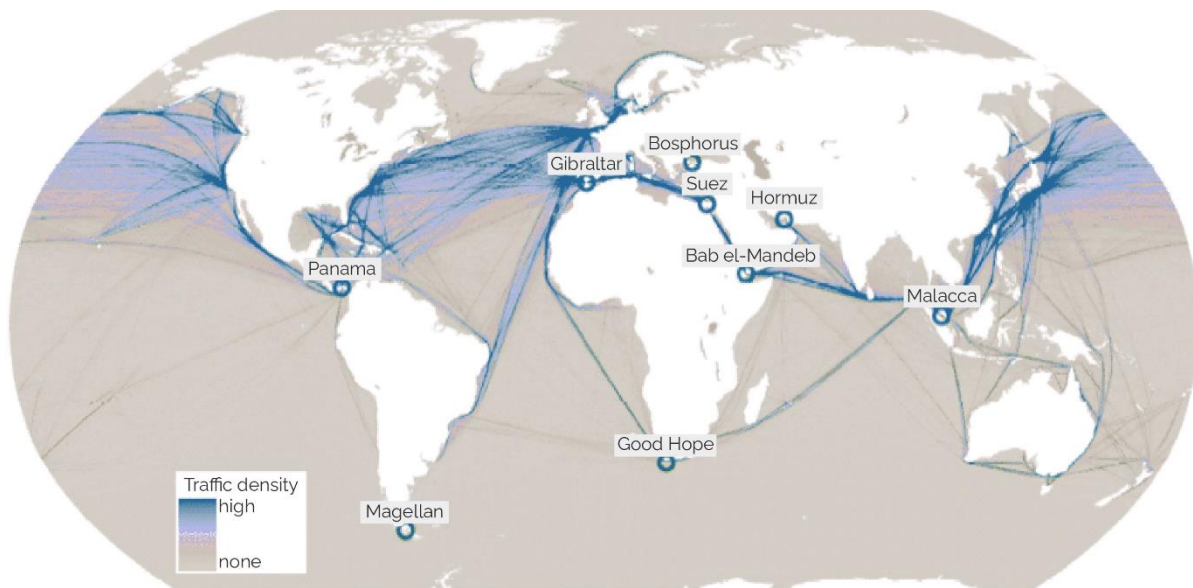 Bosphorus
Gibraltar
Suez
Hormuz
Bab el-Mandeb
Panama
Malacca
Good Hope
Magellan
Traffic density
high
none